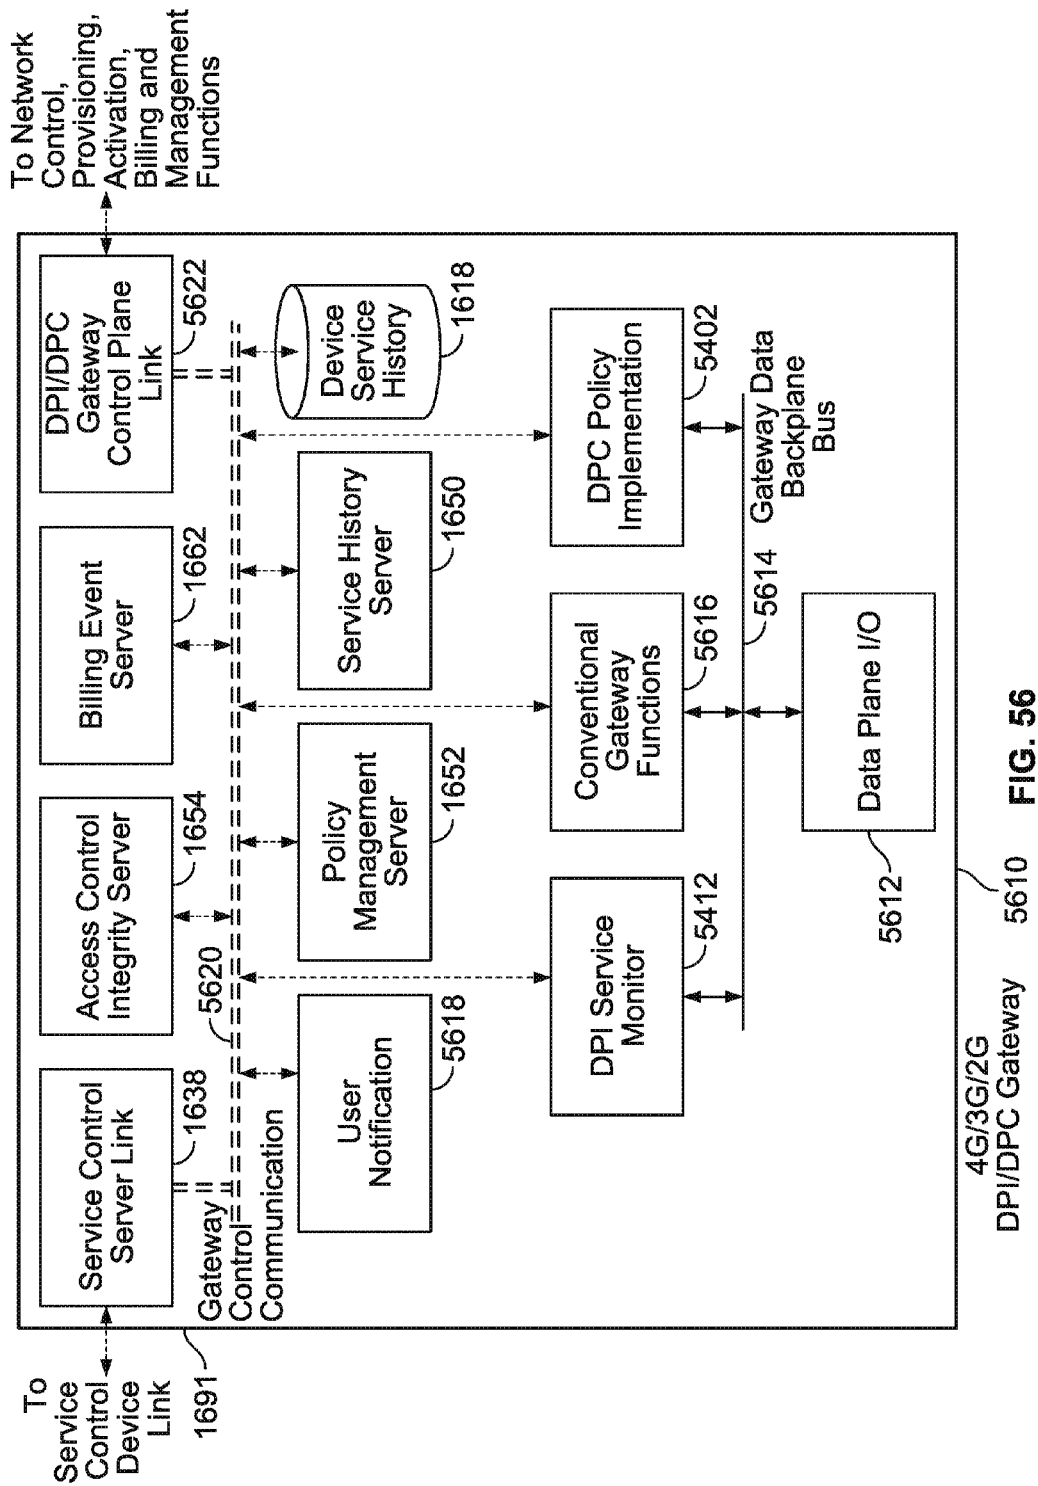 To
Service
Control
Device
Link
1691
Service Control
Server Link
1638
Access Control
Integrity Server
1654
Billing Event
Server
1662
DPI/DPC
Gateway
Control Plane
Link
5622
To Network
Control,
Provisioning,
Activation,
Billing and
Management
Functions
Gateway
Control
Communication
5620
User
Notification
5618
Policy
Management
Server
1652
Service History
Server
1650
Device
Service
History
1618
DPI Service
Monitor
5412
Conventional
Gateway
Functions
5616
DPC Policy
Implementation
5402
5614
Gateway Data
Backplane
Bus
Data Plane I/O
5612
4G/3G/2G
DPI/DPC Gateway
5610
FIG. 56